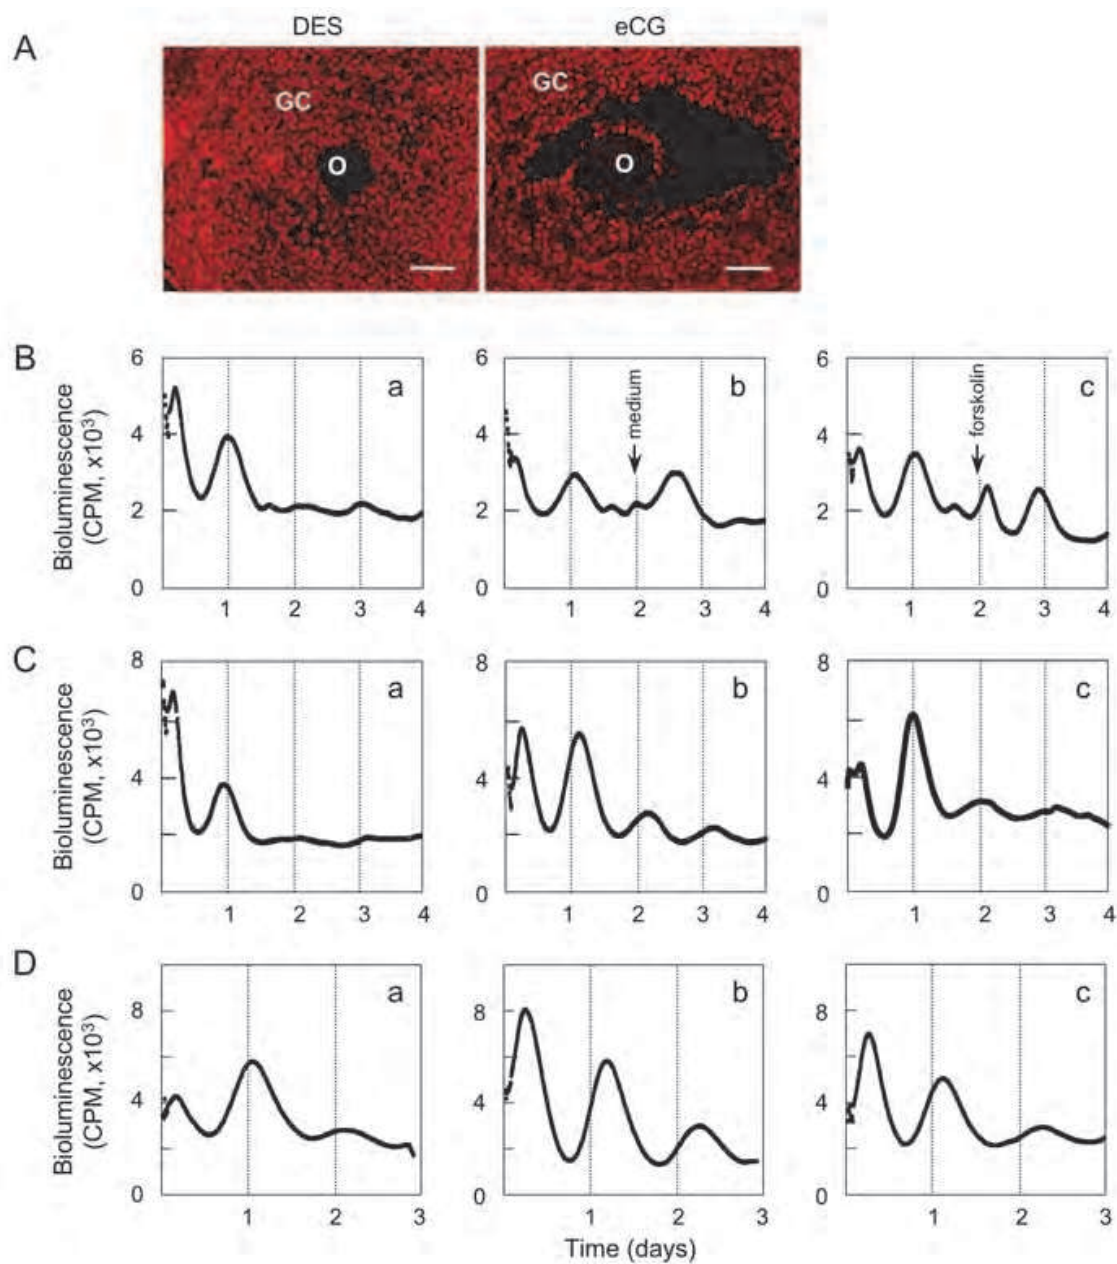 DES eCG
A
GC GC
O O
B
Bioluminescence
(CPM, x10³)
6 6 6
a b c
medium forskolin
4 4 4
2 2 2
0 0 0
1 2 3 4 1 2 3 4 1 2 3 4
C
Bioluminescence
(CPM, x10³)
8 8 8
a b c
4 4 4
0 0 0
1 2 3 4 1 2 3 4 1 2 3 4
D
Bioluminescence
(CPM, x10³)
a b c
8 8 8
4 4 4
0 0 0
1 2 3 1 2 3 1 2 3
Time (days)